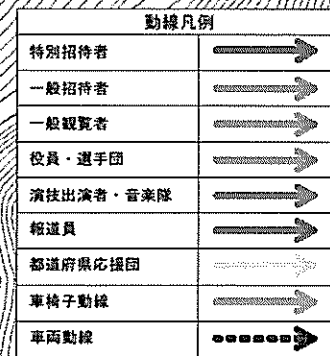 動線凡例
特別招待者
一般招待者
一般観覧者
役員・選手団
演技出演者・音楽隊
報道員
都道府県応援団
車椅子動線
車両動線